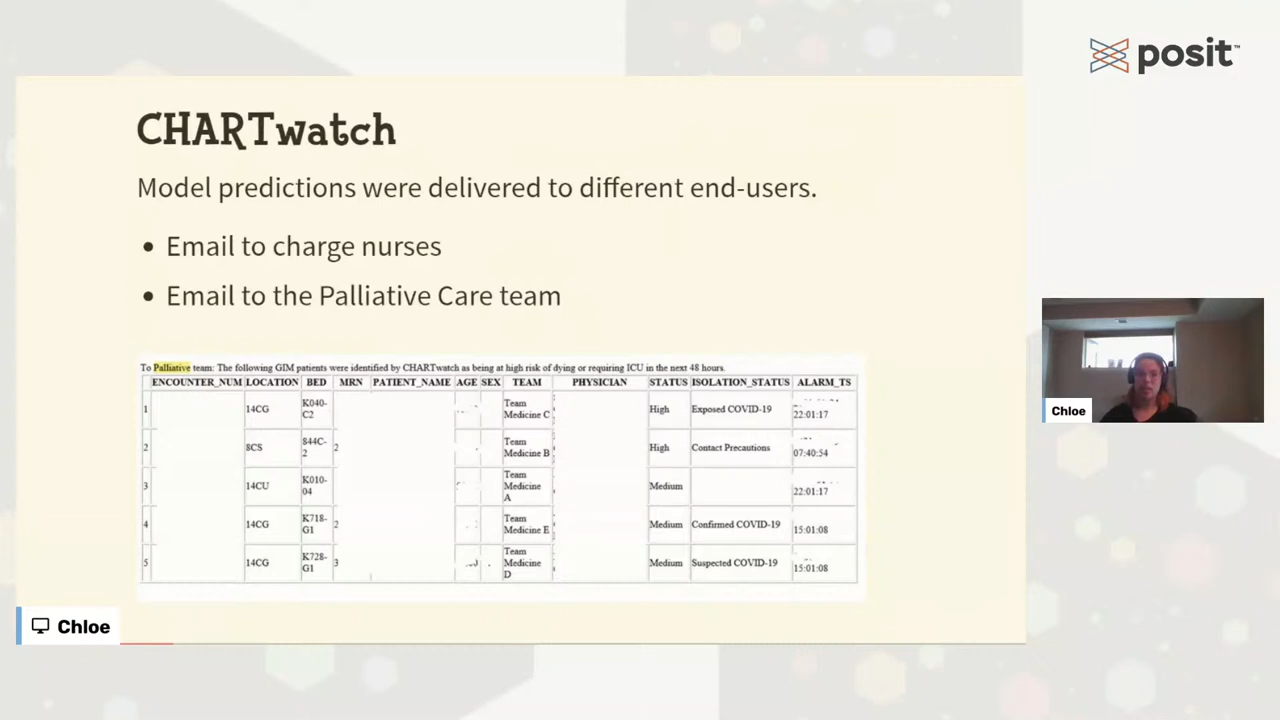 posit™
CHARTwatch
Model predictions were delivered to different end-users.
• Email to charge nurses
• Email to the Palliative Care team
To Palliative team: The following GIM patients were identified by CHARTwatch as being at high risk of dying or requiring ICU in the next 48 hours.
ENCOUNTER_NUM LOCATION BED MRN PATIENT_NAME AGE SEX TEAM PHYSICIAN STATUS ISOLATION_STATUS ALARM_TS
1 14CG K040-C2 Team Medicine C High Exposed COVID-19 22:01:17
2 8CS 844C-2 2 Team Medicine B High Contact Precautions 07:40:54
3 14CU K010-04 Team Medicine A Medium 22:01:17
4 14CG K718-G1 2 Team Medicine E Medium Confirmed COVID-19 15:01:08
5 14CG K728-G1 3 Team Medicine D Medium Suspected COVID-19 15:01:08
Chloe
Chloe